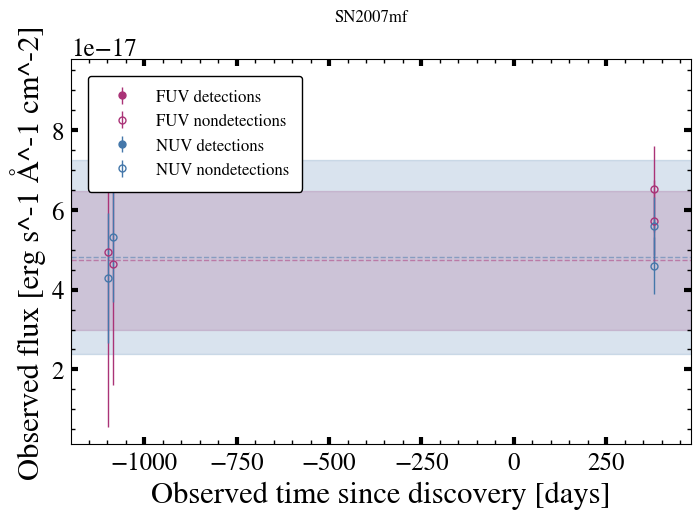 SN2007mf
1e−17
FUV detections
FUV nondetections
NUV detections
NUV nondetections
8
6
4
2
Observed flux [erg s^-1 Å^-1 cm^-2]
−1000 −750 −500 −250 0 250
Observed time since discovery [days]